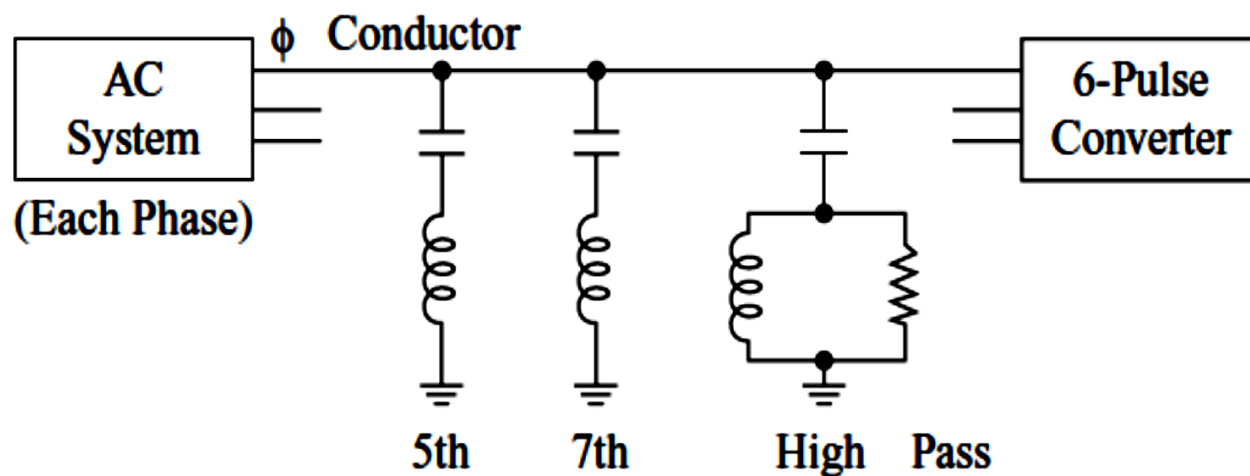 ϕ Conductor
AC
System
(Each Phase)
6-Pulse
Converter
5th
7th
High Pass